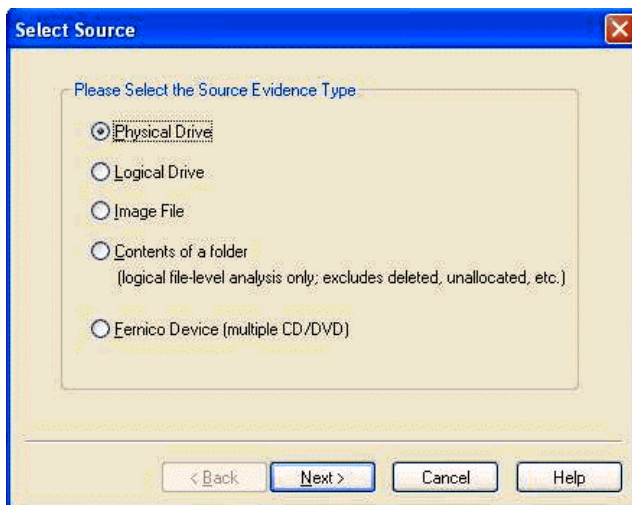 Select Source
Please Select the Source Evidence Type
Physical Drive
Logical Drive
Image File
Contents of a folder
(logical file-level analysis only; excludes deleted, unallocated, etc.)
Fernico Device (multiple CD/DVD)
< Back Next > Cancel Help